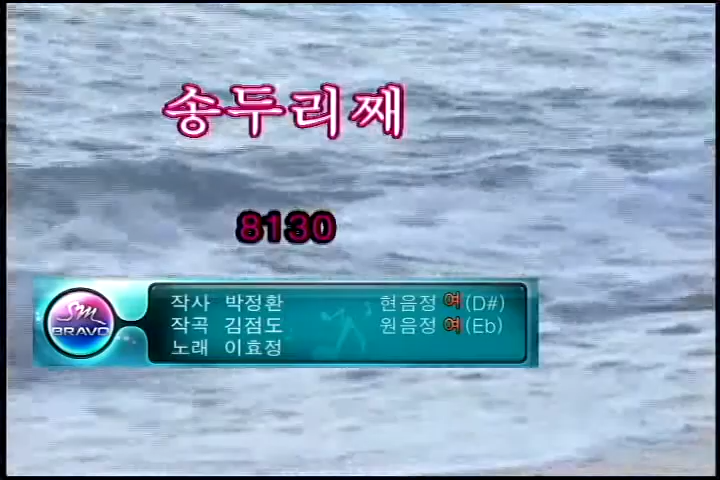 송두리째
8130
SM
BRAVO
작사 박정환 현음정 여(D#)
작곡 김점도 원음정 여(Eb)
노래 이효정